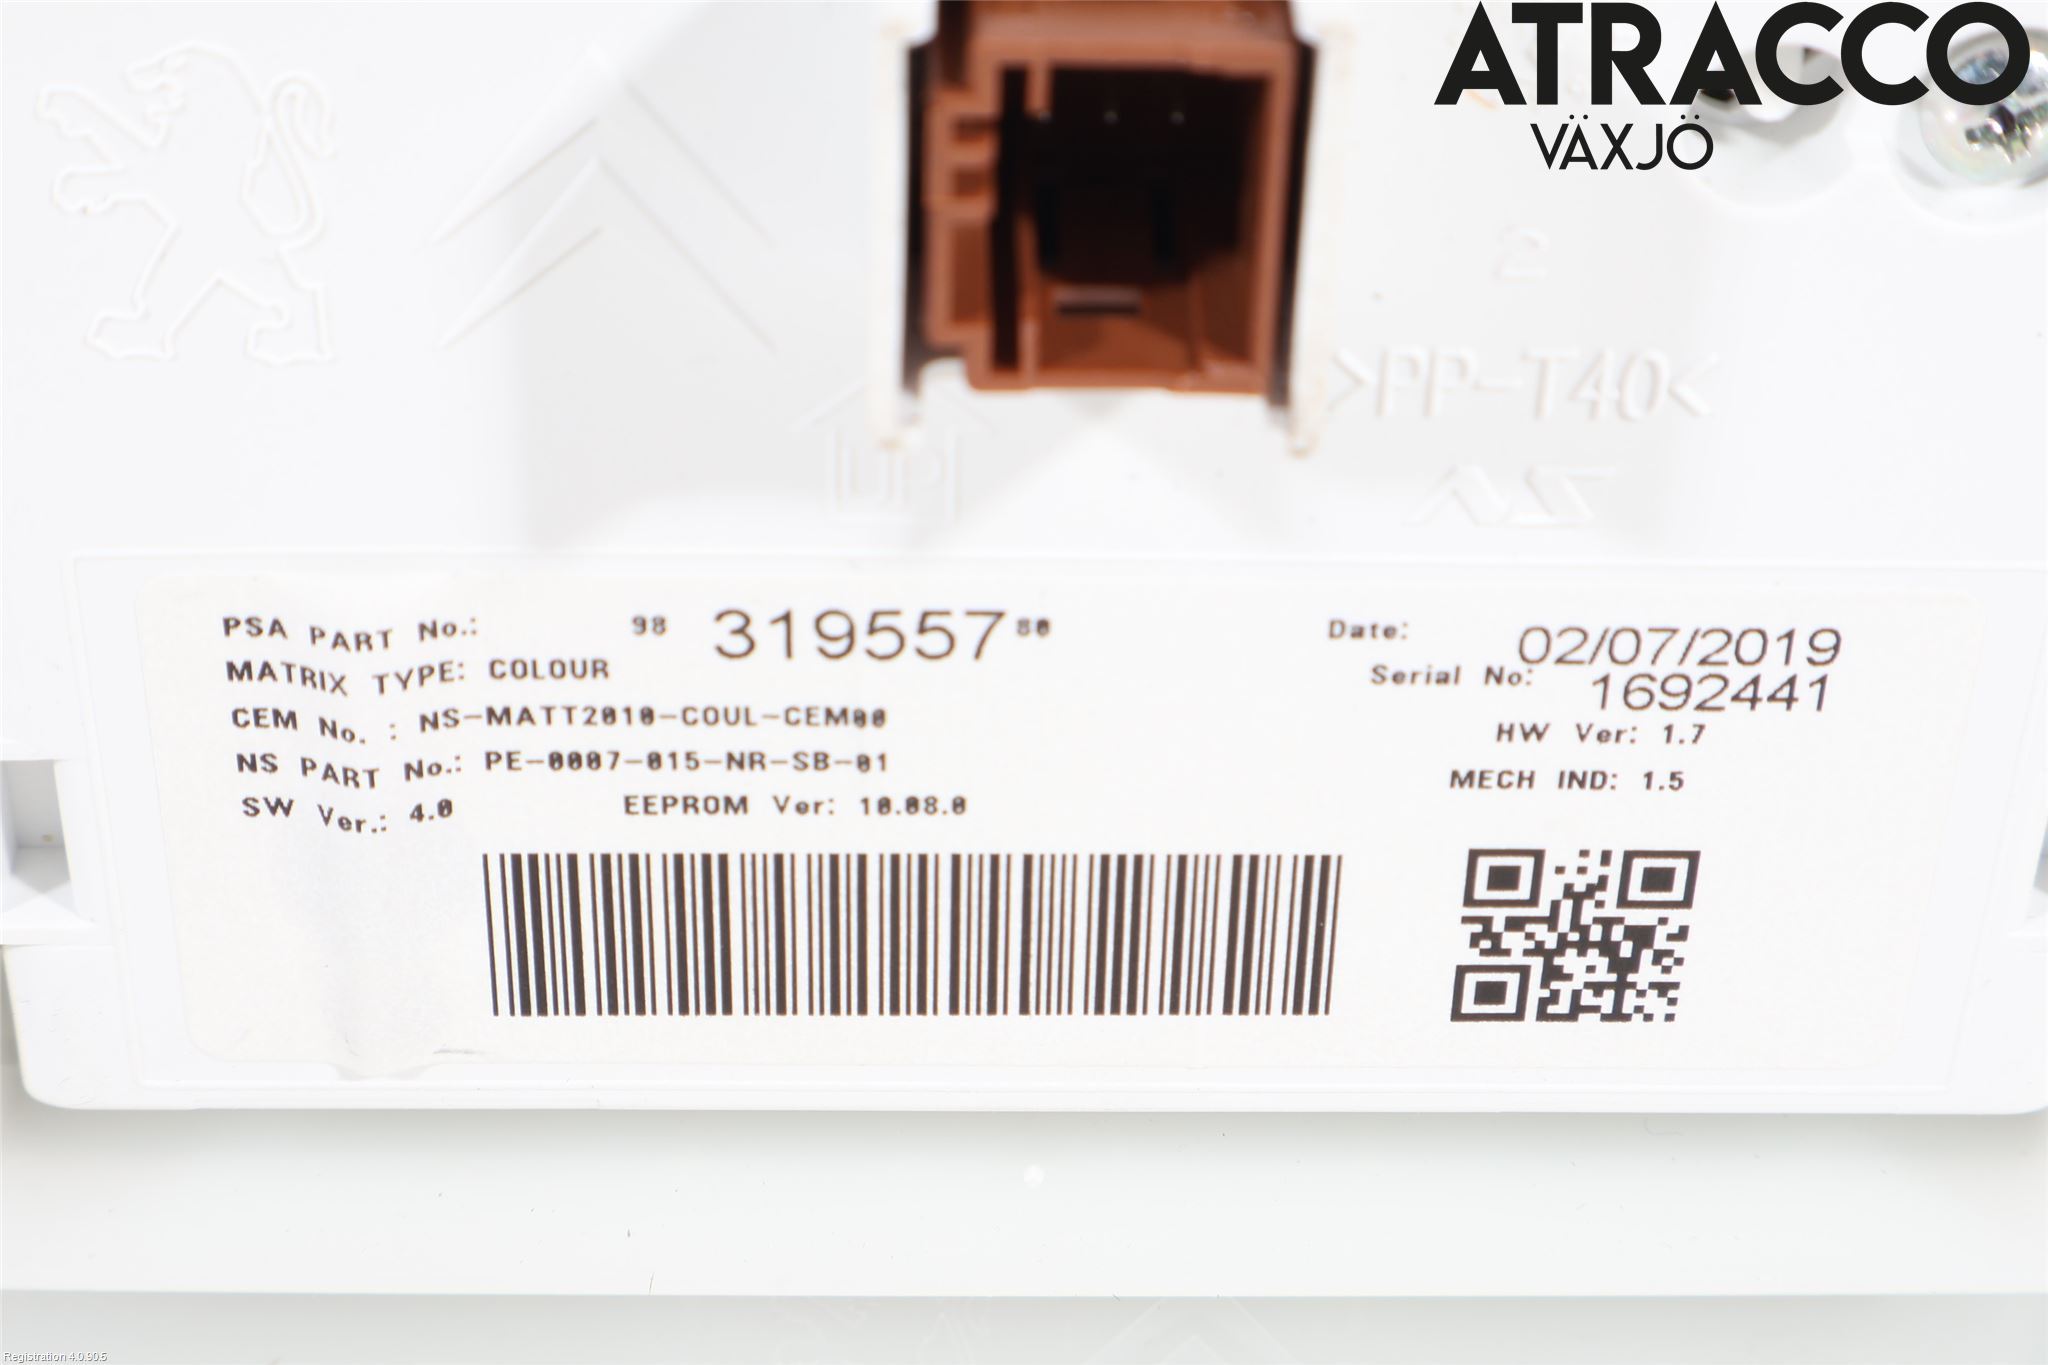 ATRACCO
VÄXJÖ
2
>PP-T40<
NS
PSA PART No.: 98 319557 80
MATRIX TYPE: COLOUR
CEM No. : NS-MATT2010-COUL-CEM00
NS PART No.: PE-0007-015-NR-SB-01
SW Ver.: 4.0 EEPROM Ver: 10.08.0
Date: 02/07/2019
Serial No: 1692441
HW Ver: 1.7
MECH IND: 1.5
Registration 4.0.90.5